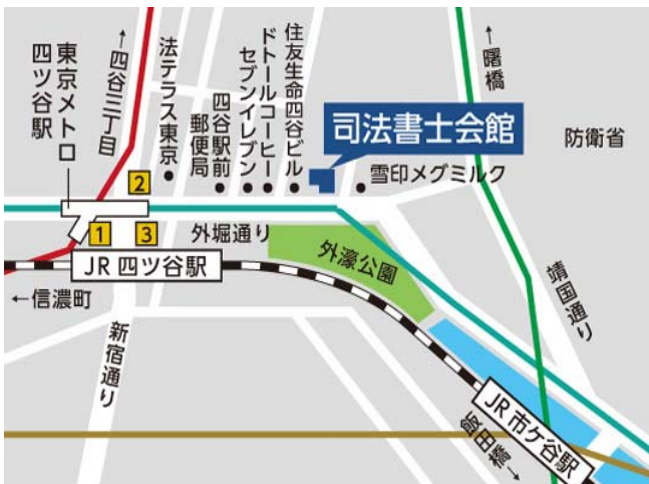 東京メトロ
四ツ谷駅
↑四谷三丁目
法テラス東京
四谷駅前
郵便局
セブンイレブン
ドトールコーヒー
住友生命四谷ビル
司法書士会館
雪印メグミルク
↑曙橋
防衛省
2
1
3
外堀通り
外濠公園
JR 四ツ谷駅
←信濃町
新宿通り
靖国通り
JR 市ケ谷駅
飯田橋→